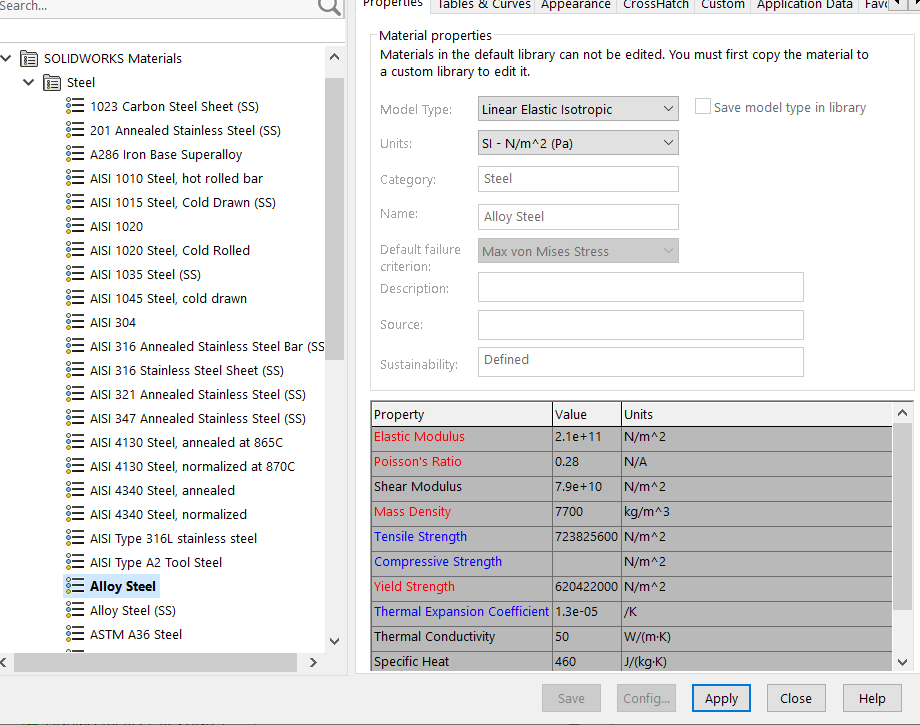 Search...
SOLIDWORKS Materials
Steel
1023 Carbon Steel Sheet (SS)
201 Annealed Stainless Steel (SS)
A286 Iron Base Superalloy
AISI 1010 Steel, hot rolled bar
AISI 1015 Steel, Cold Drawn (SS)
AISI 1020
AISI 1020 Steel, Cold Rolled
AISI 1035 Steel (SS)
AISI 1045 Steel, cold drawn
AISI 304
AISI 316 Annealed Stainless Steel Bar (SS
AISI 316 Stainless Steel Sheet (SS)
AISI 321 Annealed Stainless Steel (SS)
AISI 347 Annealed Stainless Steel (SS)
AISI 4130 Steel, annealed at 865C
AISI 4130 Steel, normalized at 870C
AISI 4340 Steel, annealed
AISI 4340 Steel, normalized
AISI Type 316L stainless steel
AISI Type A2 Tool Steel
Alloy Steel
Alloy Steel (SS)
ASTM A36 Steel
Properties Tables & Curves Appearance CrossHatch Custom Application Data Favo
Material properties
Materials in the default library can not be edited. You must first copy the material to
a custom library to edit it.
Model Type: Linear Elastic Isotropic Save model type in library
Units: SI - N/m^2 (Pa)
Category: Steel
Name: Alloy Steel
Default failure
criterion: Max von Mises Stress
Description:
Source:
Sustainability: Defined
Property Value Units
Elastic Modulus 2.1e+11 N/m^2
Poisson's Ratio 0.28 N/A
Shear Modulus 7.9e+10 N/m^2
Mass Density 7700 kg/m^3
Tensile Strength 723825600 N/m^2
Compressive Strength N/m^2
Yield Strength 620422000 N/m^2
Thermal Expansion Coefficient 1.3e-05 /K
Thermal Conductivity 50 W/(m·K)
Specific Heat 460 J/(kg·K)
Save Config... Apply Close Help